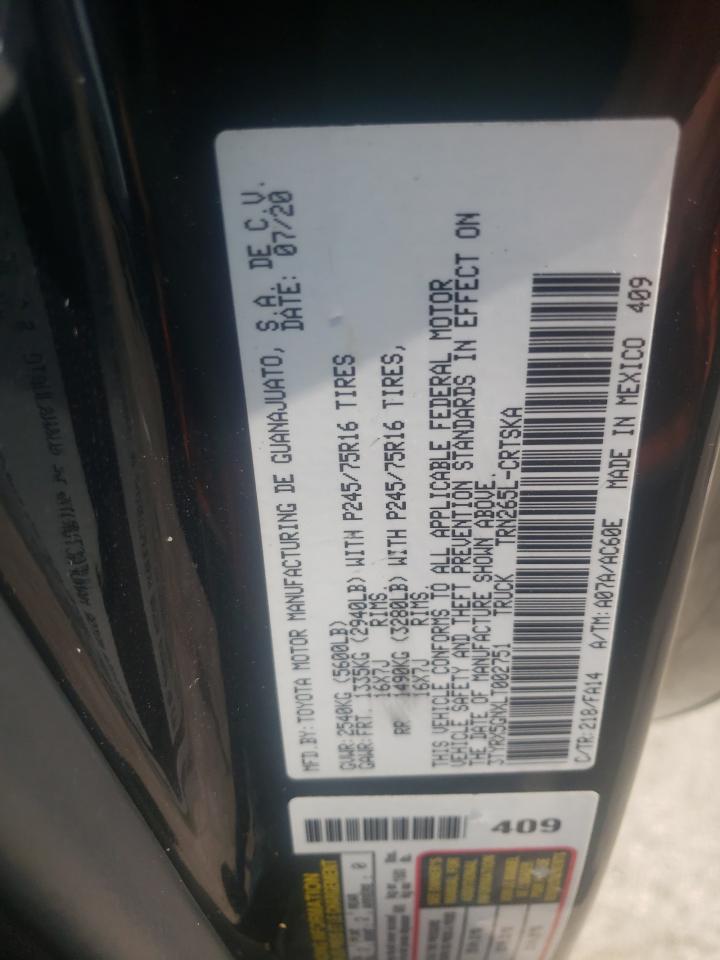 MFD.BY:TOYOTA MOTOR MANUFACTURING DE GUANAJUATO, S.A. DE C.V.
DATE: 07/20
GVWR:2540KG (5600LB)
GAWR:FRT. 1335KG (2940LB) WITH P245/75R16 TIRES
16X7J RIMS,
RR. 1490KG (3280LB) WITH P245/75R16 TIRES,
16X7J RIMS,
THIS VEHICLE CONFORMS TO ALL APPLICABLE FEDERAL MOTOR
VEHICLE SAFETY AND THEFT PREVENTION STANDARDS IN EFFECT ON
THE DATE OF MANUFACTURE SHOWN ABOVE.
3TYRX5GNXLT002751 TRUCK TRN265L-CRTSKA
C/TR:218/FA14 A/TM:A07A/AC60E MADE IN MEXICO 409
409
INFORMATION